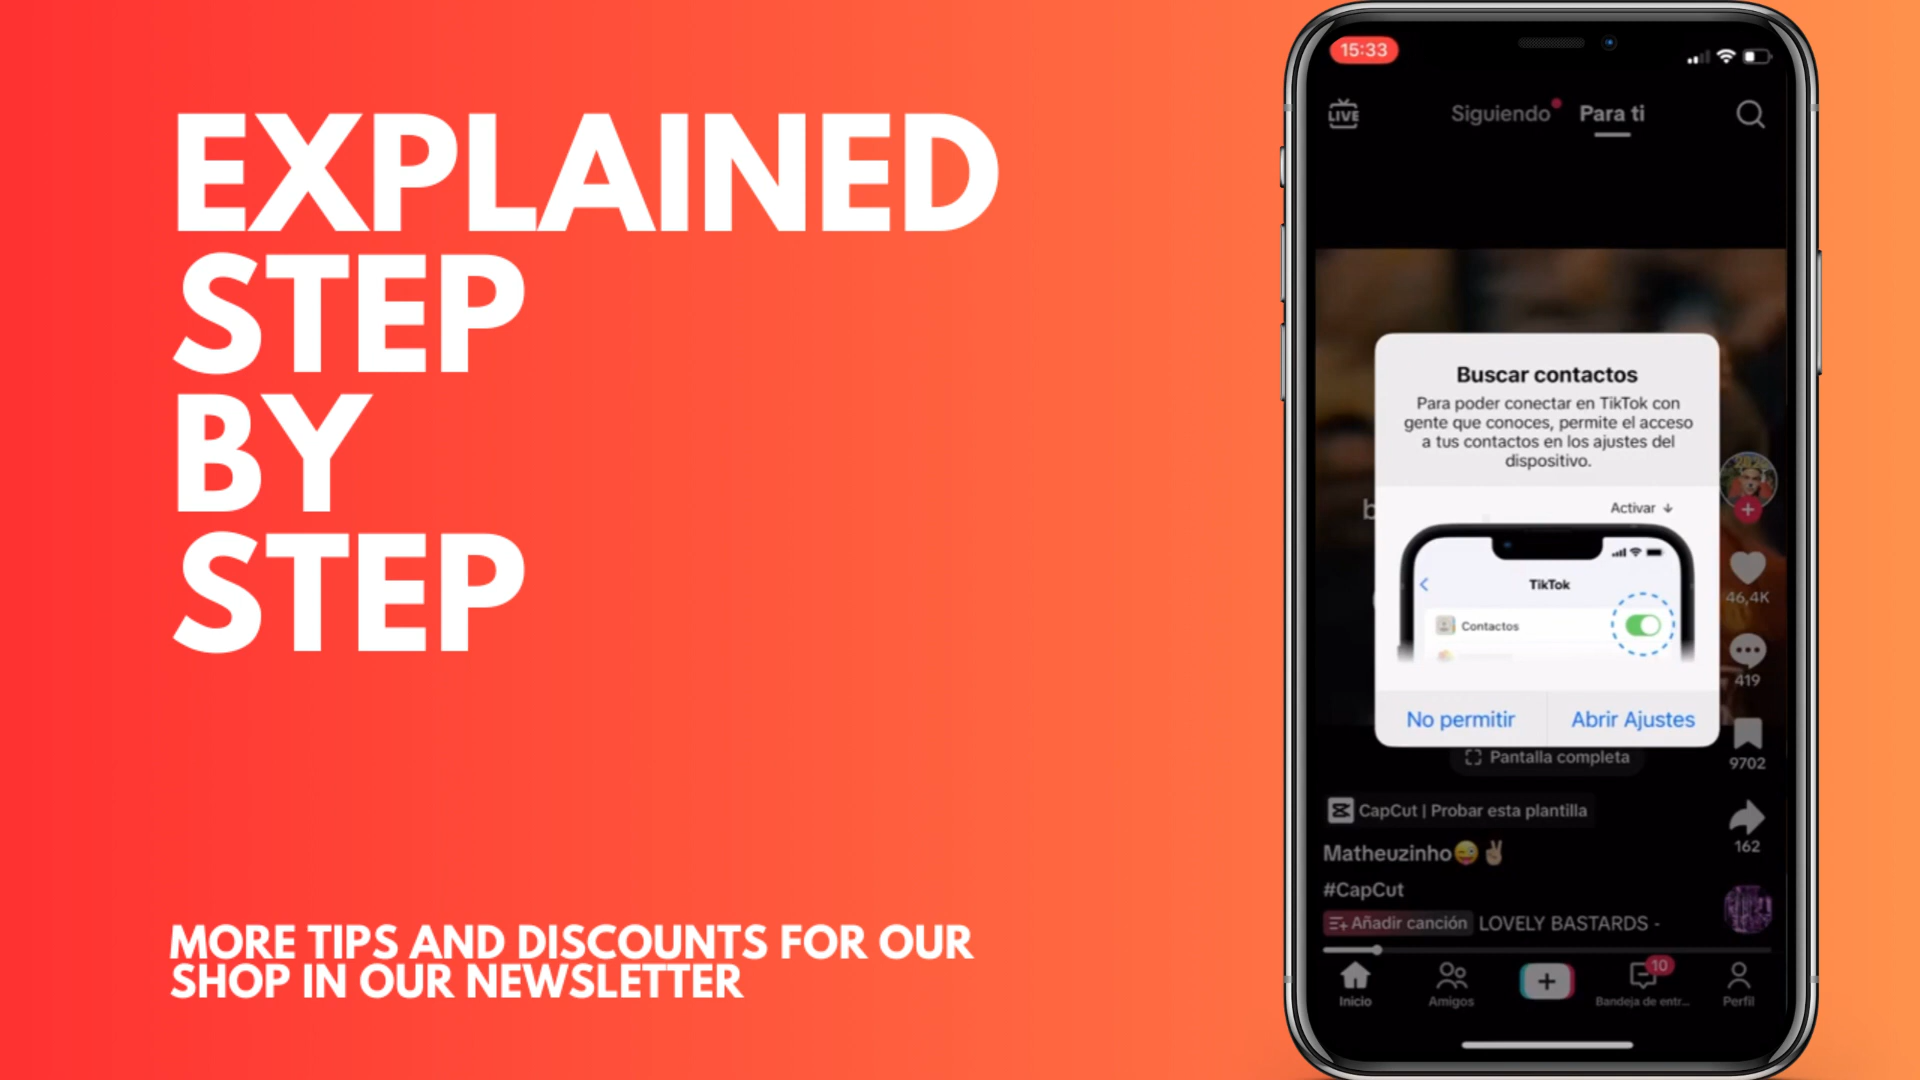 EXPLAINED
STEP
BY
STEP
MORE TIPS AND DISCOUNTS FOR OUR
SHOP IN OUR NEWSLETTER
15:33
LIVE
Siguiendo
Para ti
Buscar contactos
Para poder conectar en TikTok con
gente que conoces, permite el acceso
a tus contactos en los ajustes del
dispositivo.
Activar ↓
TikTok
Contactos
No permitir
Abrir Ajustes
46,4K
419
9702
162
Pantalla completa
CapCut | Probar esta plantilla
Matheuzinho😜✌🏼
#CapCut
Añadir canción
LOVELY BASTARDS -
Inicio
Amigos
10
Bandeja de entr...
Perfil